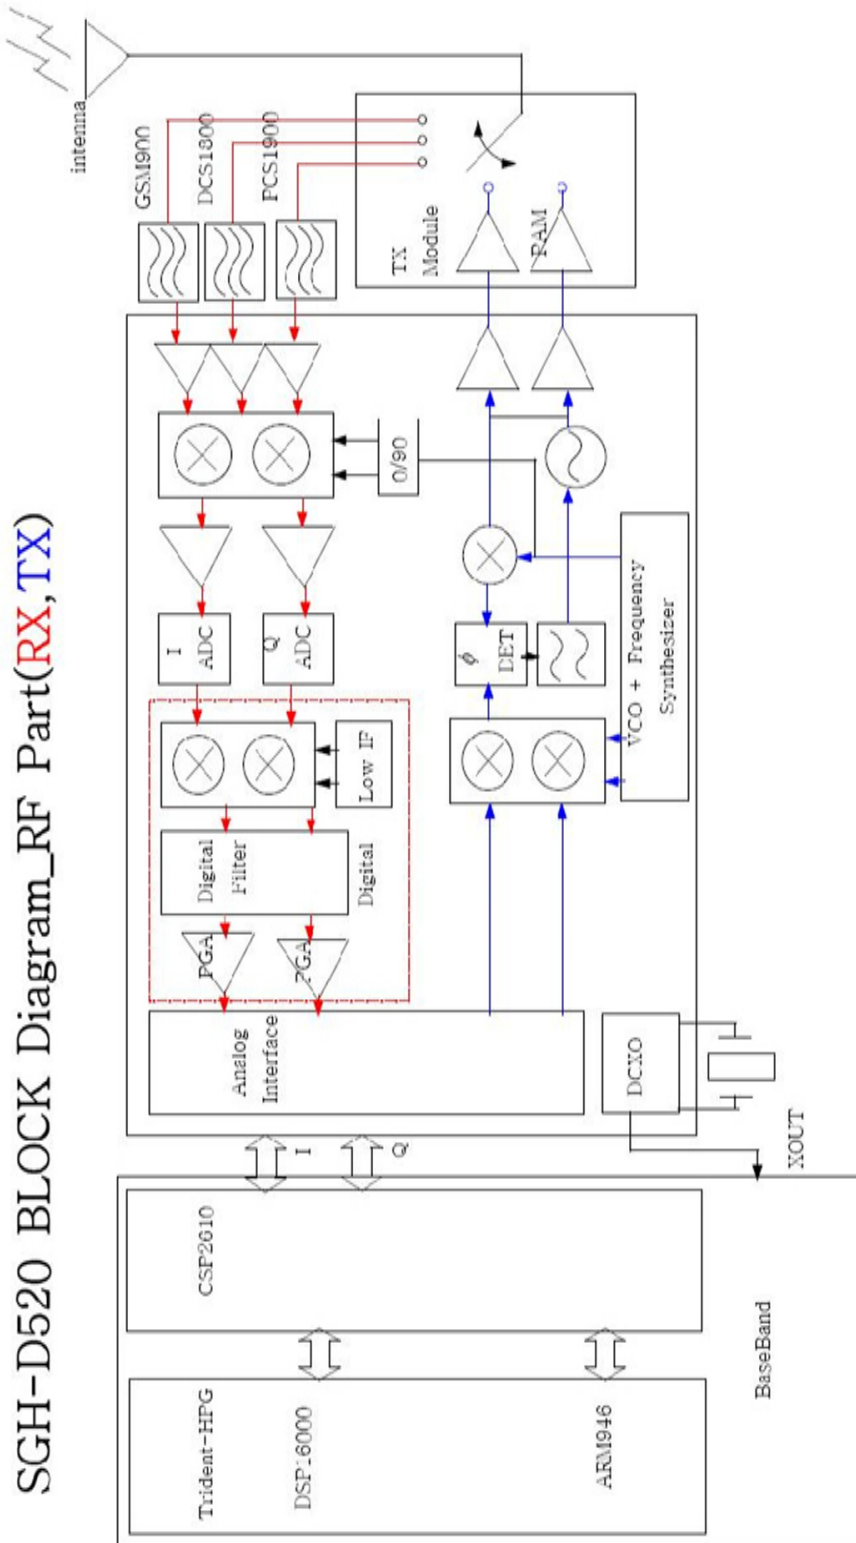 SGH-D520 BLOCK Diagram_RF Part(RX,TX)
intenna
GSM900
DCS1800
PCS1900
TX
Module
PAM
0/90
I
ADC
Q
ADC
ϕ
DET
VCO + Frequency
Synthesizer
Low IF
Digital
Filter
Digital
PGA
PGA
Analog
Interface
DCXO
XOUT
I
Q
CSP2610
BaseBand
Trident-HPG
DSP16000
ARM946